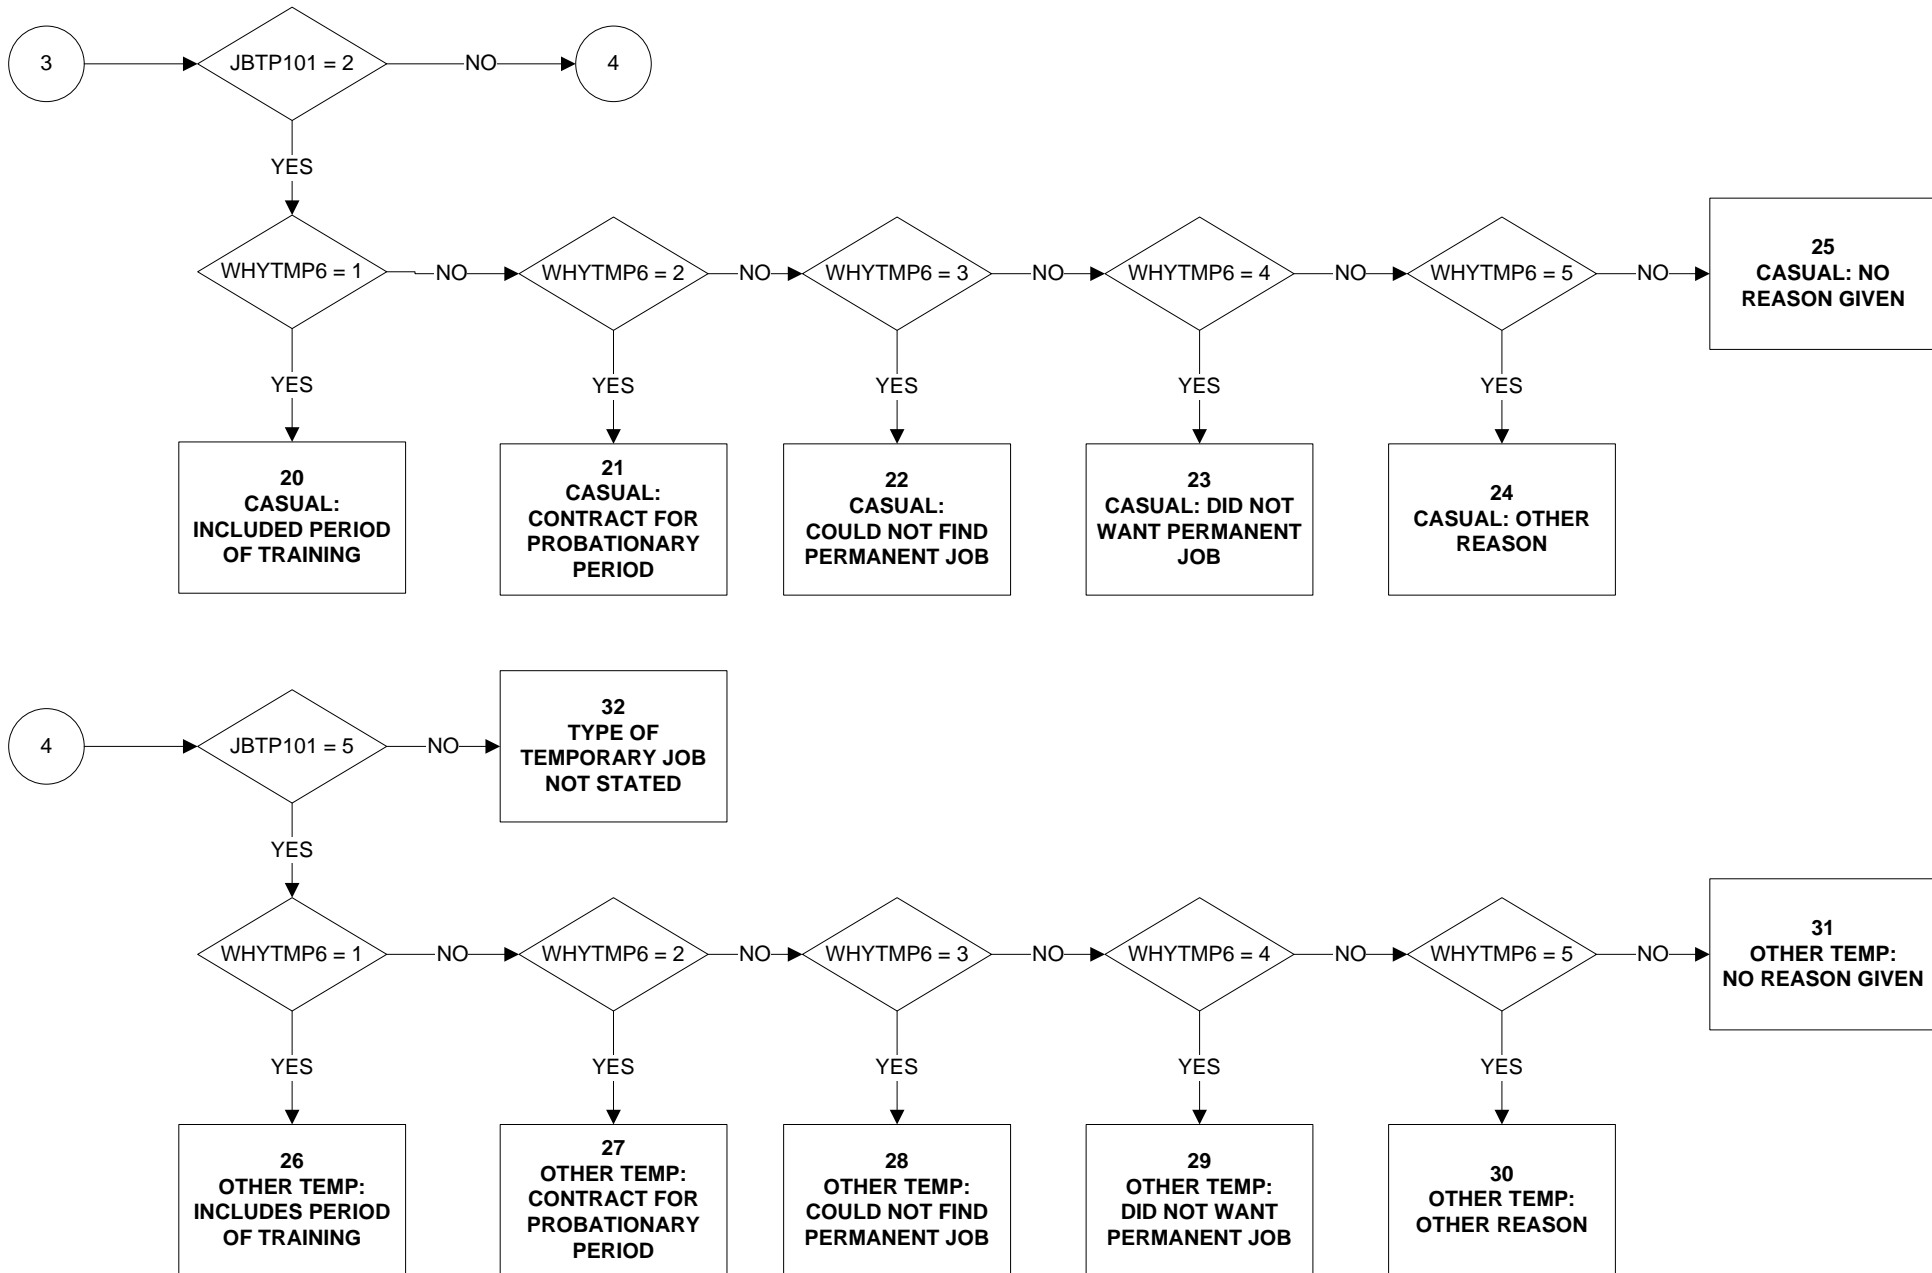 3
JBTP101 = 2
NO
4
YES
WHYTMP6 = 1
NO
WHYTMP6 = 2
NO
WHYTMP6 = 3
NO
WHYTMP6 = 4
NO
WHYTMP6 = 5
NO
25
CASUAL: NO
REASON GIVEN
YES
YES
YES
YES
YES
20
CASUAL:
INCLUDED PERIOD
OF TRAINING
21
CASUAL:
CONTRACT FOR
PROBATIONARY
PERIOD
22
CASUAL:
COULD NOT FIND
PERMANENT JOB
23
CASUAL: DID NOT
WANT PERMANENT
JOB
24
CASUAL: OTHER
REASON
4
JBTP101 = 5
NO
32
TYPE OF
TEMPORARY JOB
NOT STATED
YES
WHYTMP6 = 1
NO
WHYTMP6 = 2
NO
WHYTMP6 = 3
NO
WHYTMP6 = 4
NO
WHYTMP6 = 5
NO
31
OTHER TEMP:
NO REASON GIVEN
YES
YES
YES
YES
YES
26
OTHER TEMP:
INCLUDES PERIOD
OF TRAINING
27
OTHER TEMP:
CONTRACT FOR
PROBATIONARY
PERIOD
28
OTHER TEMP:
COULD NOT FIND
PERMANENT JOB
29
OTHER TEMP:
DID NOT WANT
PERMANENT JOB
30
OTHER TEMP:
OTHER REASON